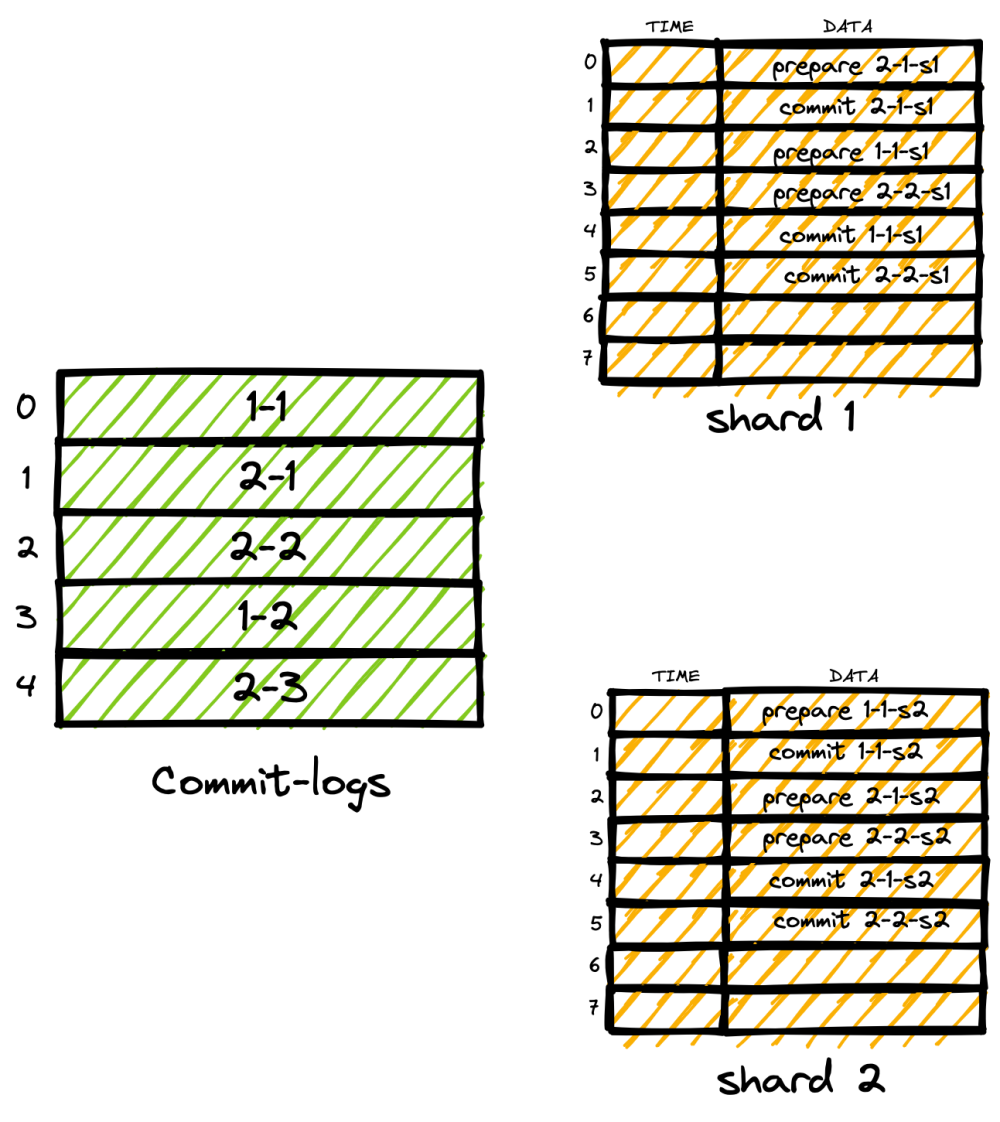 TIME DATA
0 prepare 2-1-s1
1 commit 2-1-s1
2 prepare 1-1-s1
3 prepare 2-2-s1
4 commit 1-1-s1
5 commit 2-2-s1
6
7
shard 1
0 1-1
1 2-1
2 2-2
3 1-2
4 2-3
Commit-logs
TIME DATA
0 prepare 1-1-s2
1 commit 1-1-s2
2 prepare 2-1-s2
3 prepare 2-2-s2
4 commit 2-1-s2
5 commit 2-2-s2
6
7
shard 2